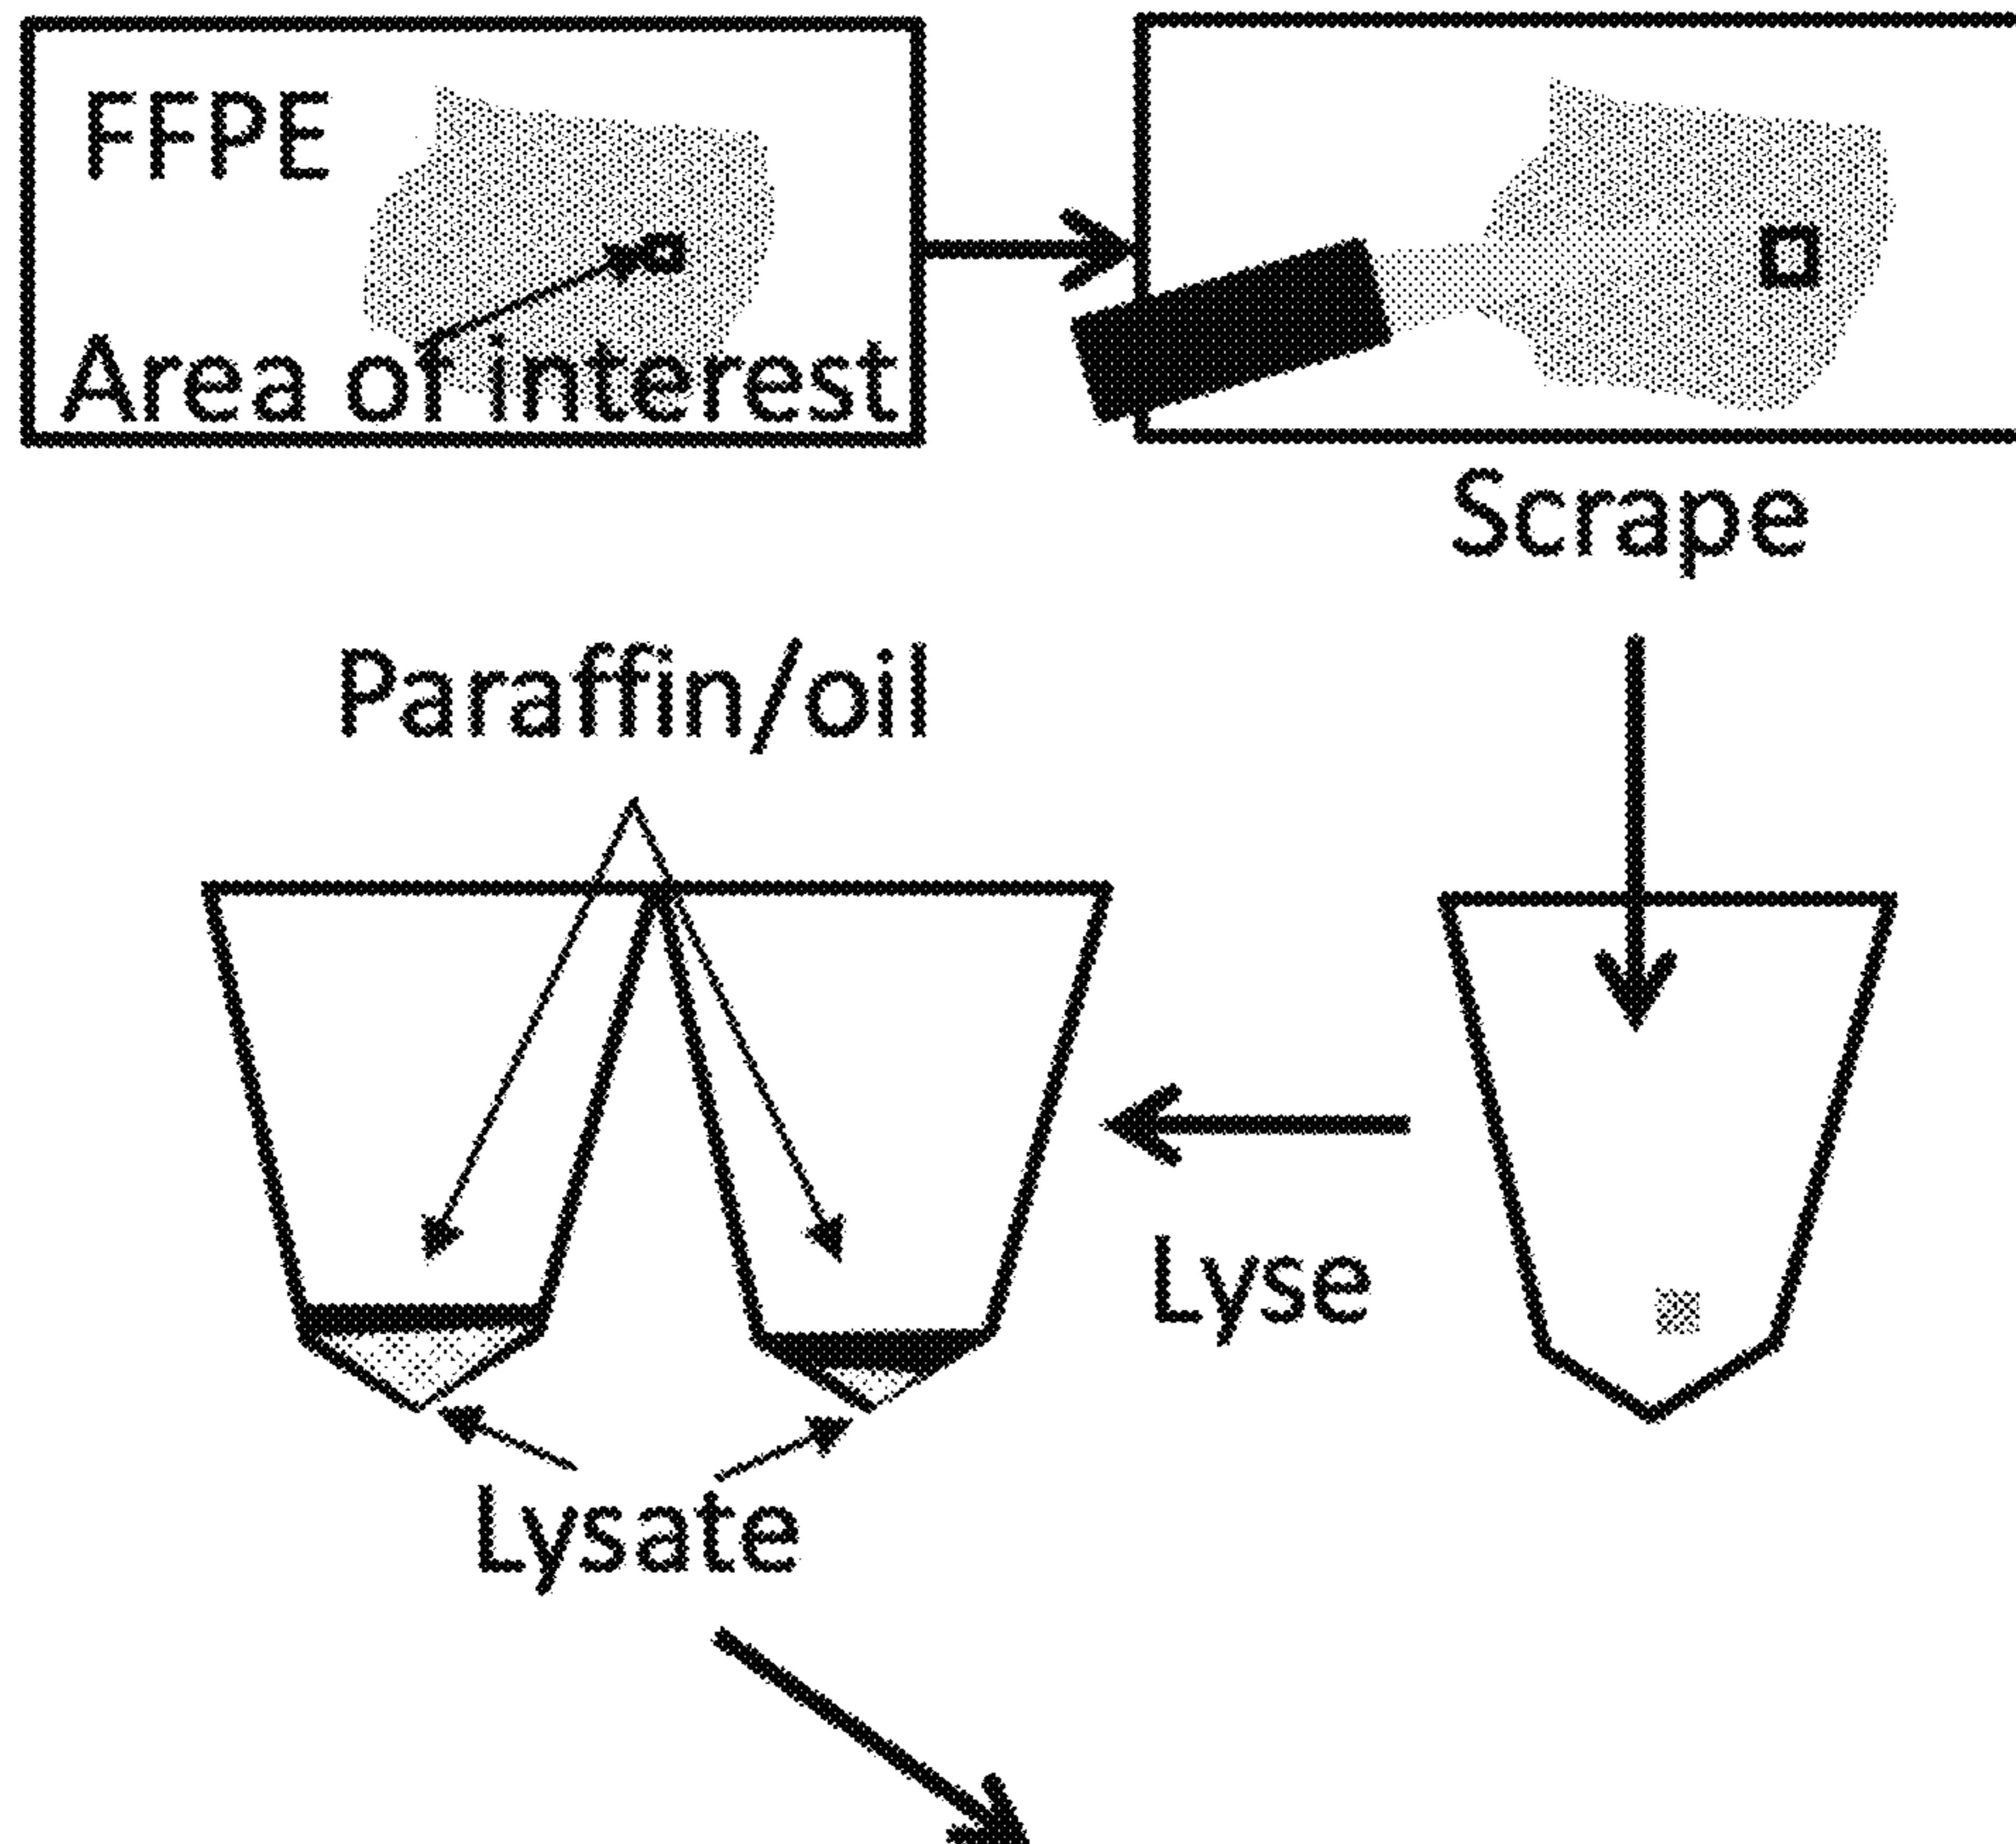 FFPE
Area of interest
Scrape
Paraffin/oil
Lyse
Lysate